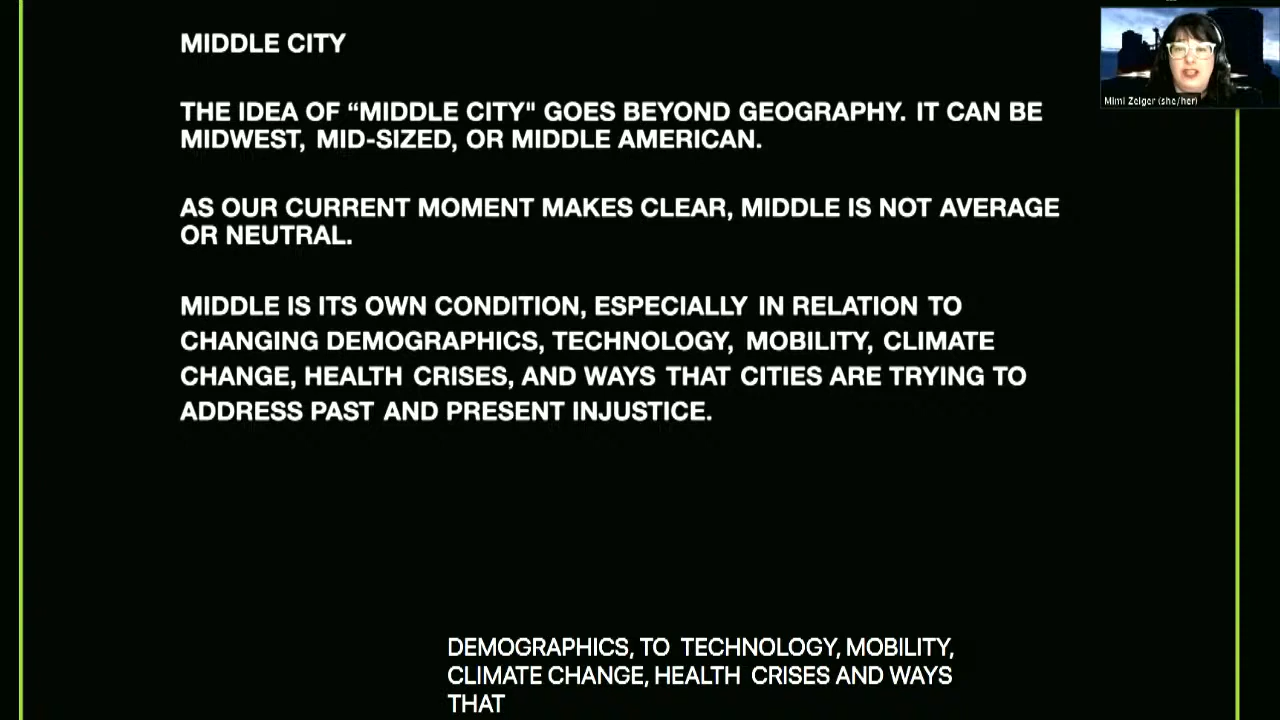 MIDDLE CITY
THE IDEA OF “MIDDLE CITY" GOES BEYOND GEOGRAPHY. IT CAN BE
MIDWEST, MID-SIZED, OR MIDDLE AMERICAN.
AS OUR CURRENT MOMENT MAKES CLEAR, MIDDLE IS NOT AVERAGE
OR NEUTRAL.
MIDDLE IS ITS OWN CONDITION, ESPECIALLY IN RELATION TO
CHANGING DEMOGRAPHICS, TECHNOLOGY, MOBILITY, CLIMATE
CHANGE, HEALTH CRISES, AND WAYS THAT CITIES ARE TRYING TO
ADDRESS PAST AND PRESENT INJUSTICE.
Mimi Zeiger (she/her)
DEMOGRAPHICS, TO TECHNOLOGY, MOBILITY,
CLIMATE CHANGE, HEALTH CRISES AND WAYS
THAT